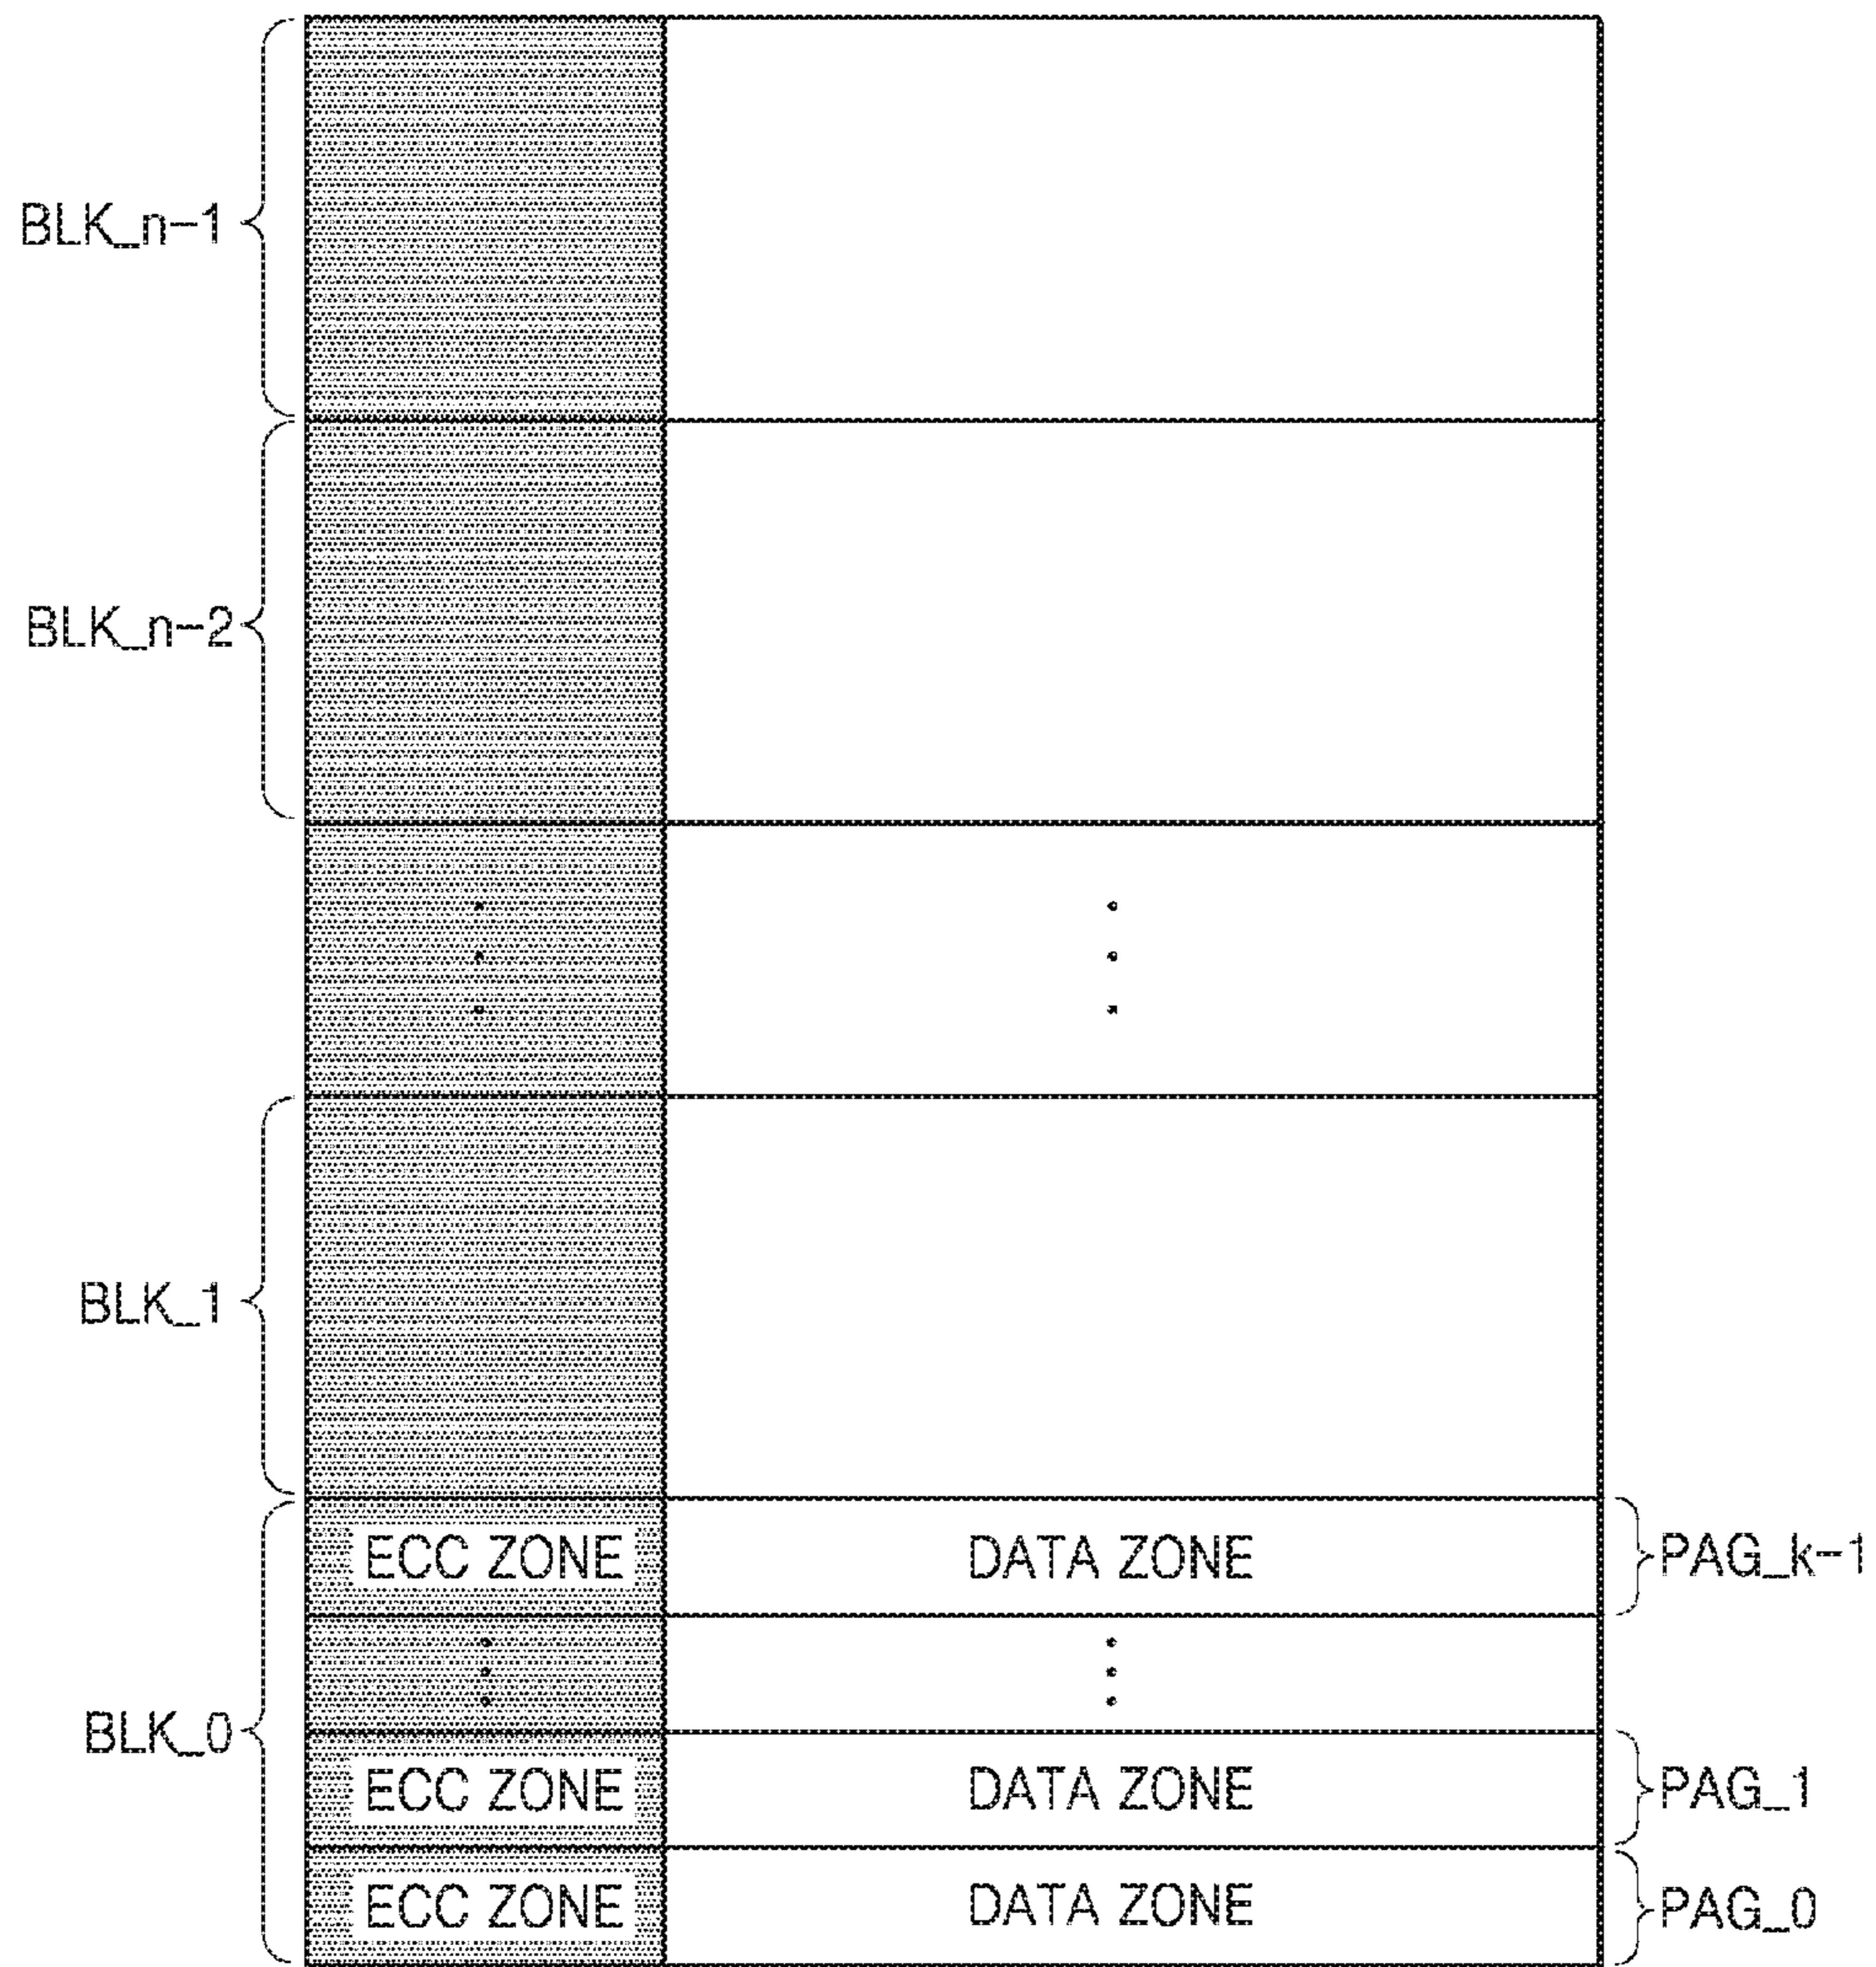 BLK_n-1
BLK_n-2
BLK_1
BLK_0
ECC ZONE DATA ZONE PAG_k-1
ECC ZONE DATA ZONE PAG_1
ECC ZONE DATA ZONE PAG_0